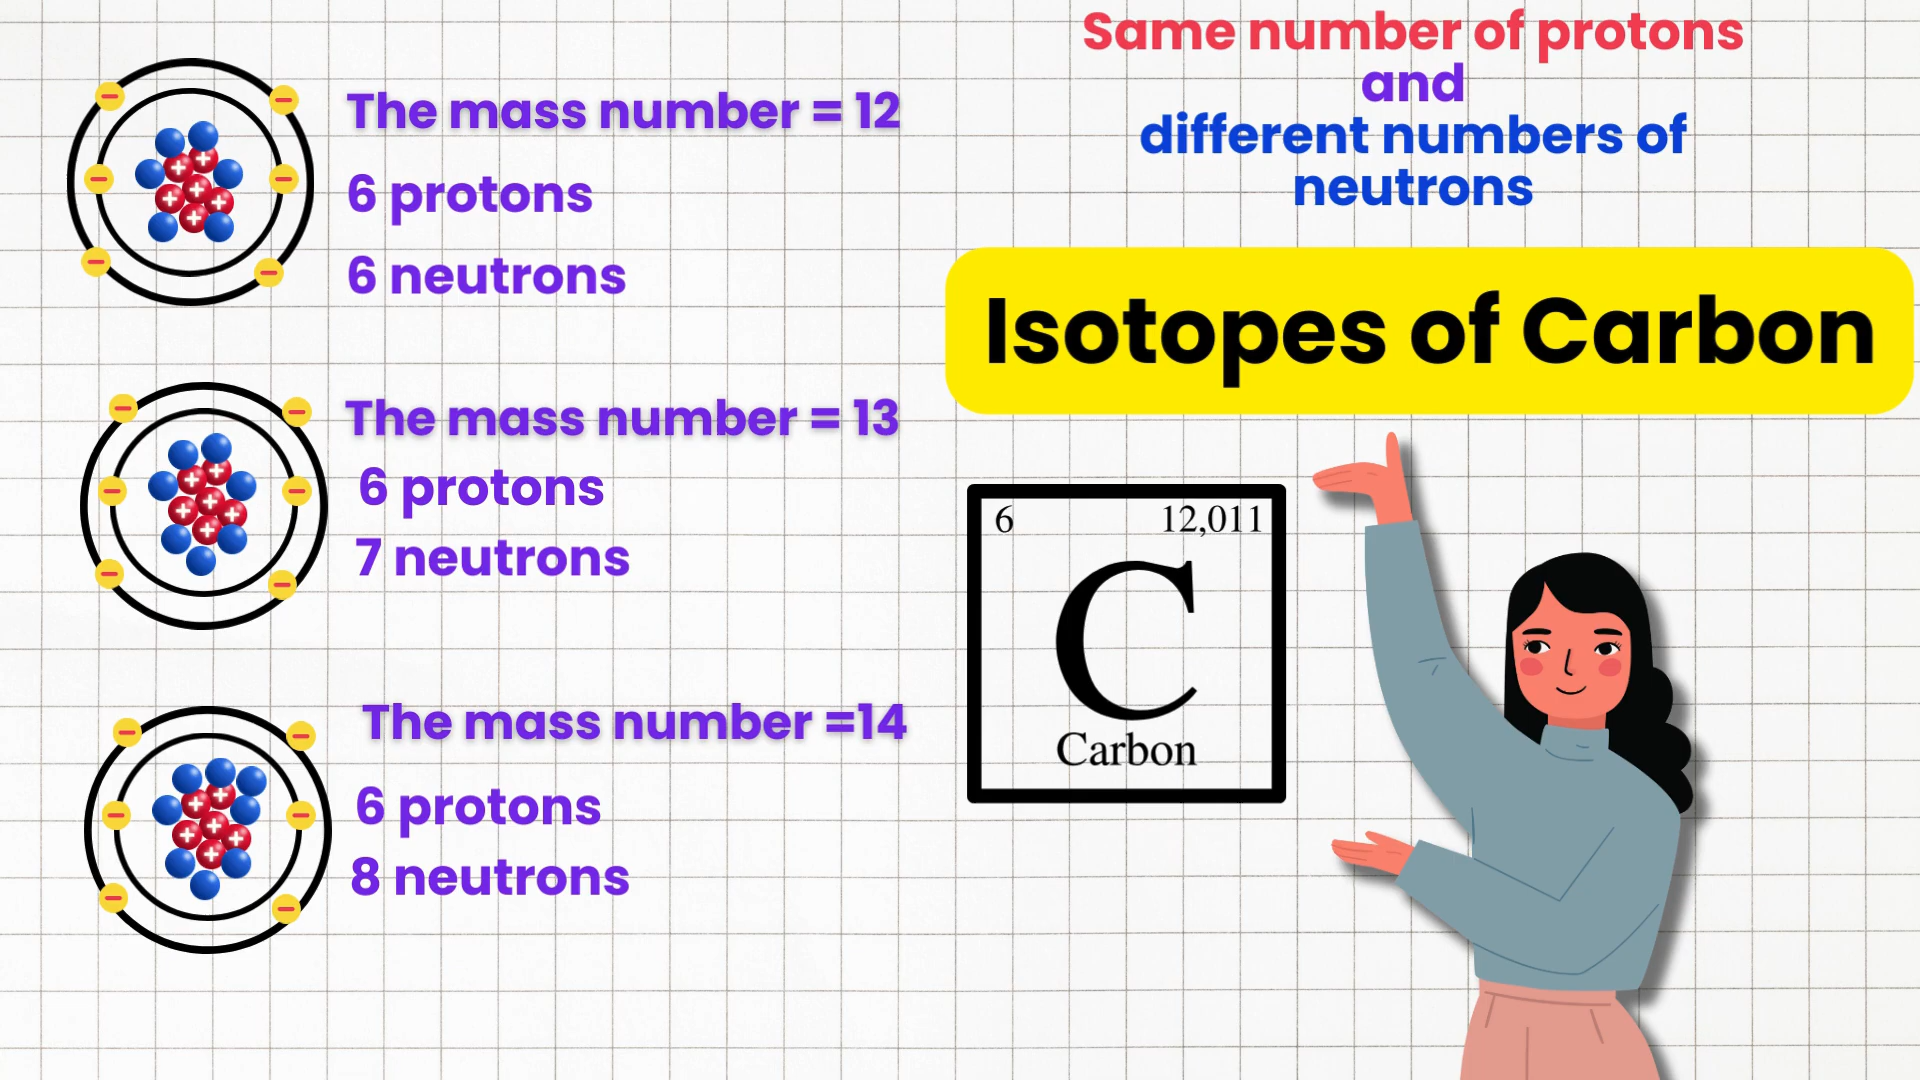 Same number of protons
and
different numbers of
neutrons
Isotopes of Carbon
The mass number = 12
6 protons
6 neutrons
The mass number = 13
6 protons
7 neutrons
The mass number =14
6 protons
8 neutrons
6 12,011
C
Carbon